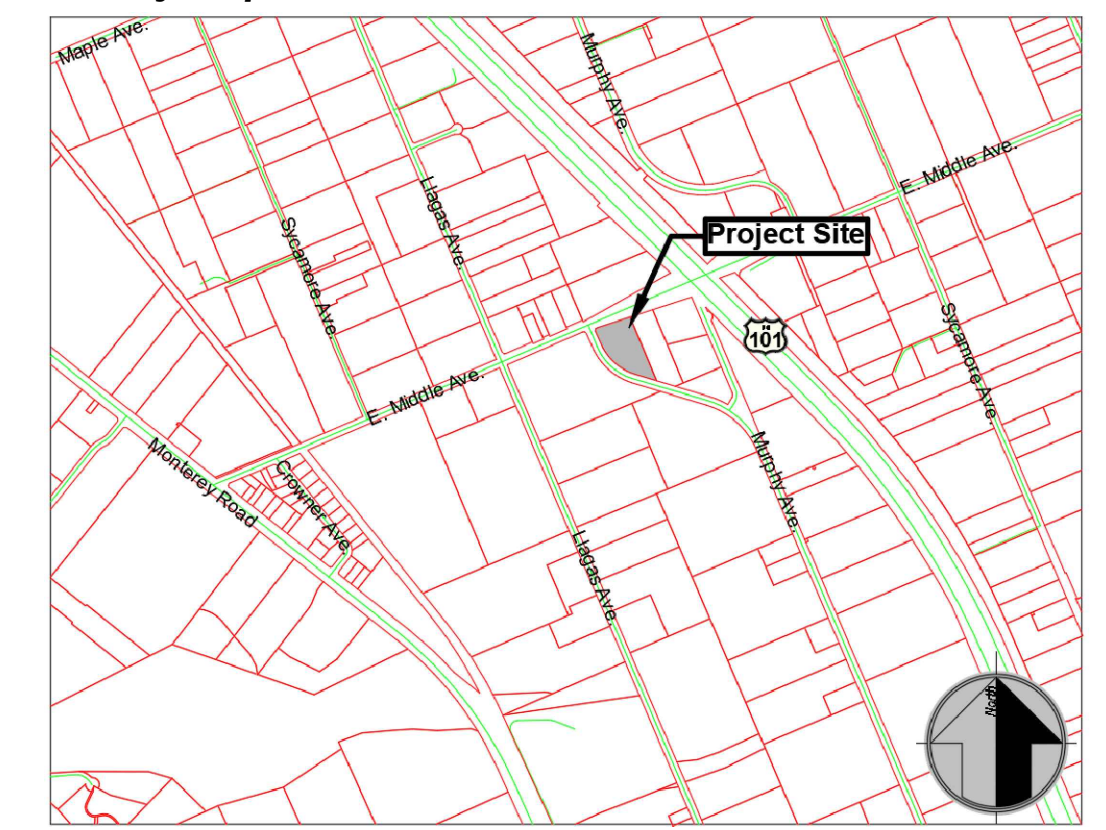 Maple Ave.
Murphy Ave.
E. Middle Ave.
Llagas Ave.
Sycamore Ave.
Project Site
101
Sycamore Ave.
E. Middle Ave.
Monterey Road
Crowner Ave.
Murphy Ave.
Llagas Ave.
North